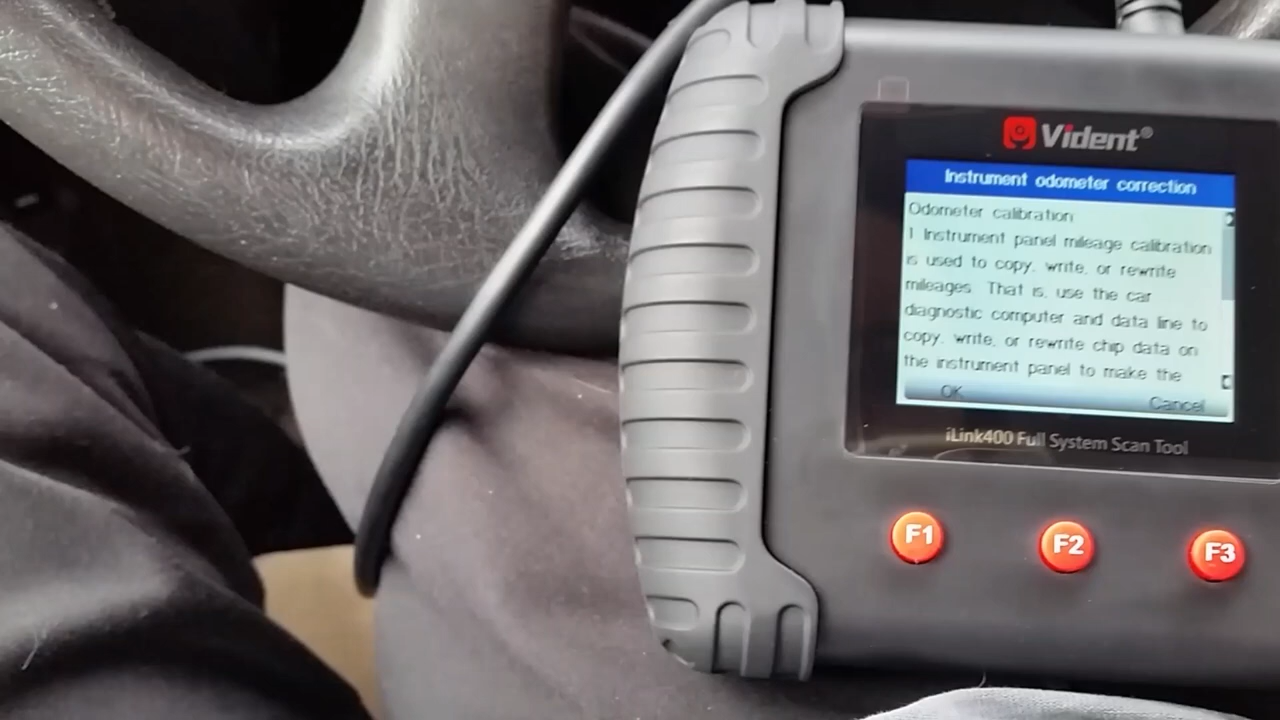 Vident®
Instrument odometer correction
Odometer calibration
1 Instrument panel mileage calibration
is used to copy, write, or rewrite
mileages. That is, use the car
diagnostic computer and data line to
copy, write, or rewrite chip data on
the instrument panel to make the
OK Cancel
iLink400 Full System Scan Tool
F1 F2 F3